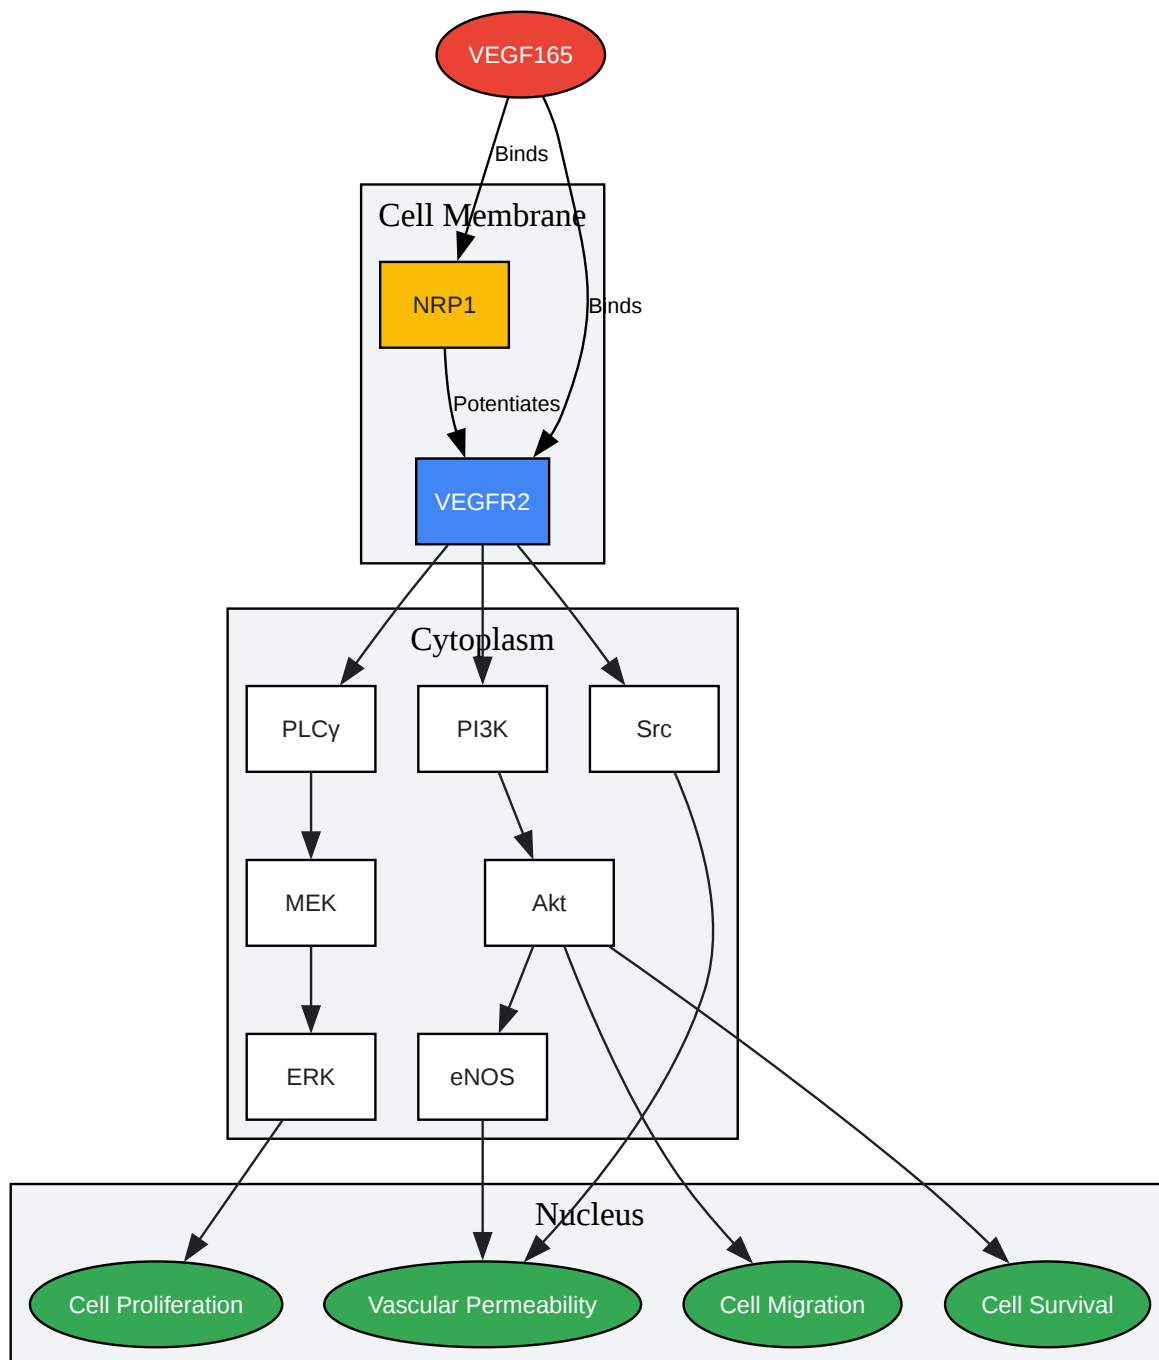 VEGF165
Binds
Cell Membrane
NRP1
Binds
Potentiates
VEGFR2
Cytoplasm
PLCγ
PI3K
Src
MEK
Akt
ERK
eNOS
Nucleus
Cell Proliferation
Vascular Permeability
Cell Migration
Cell Survival